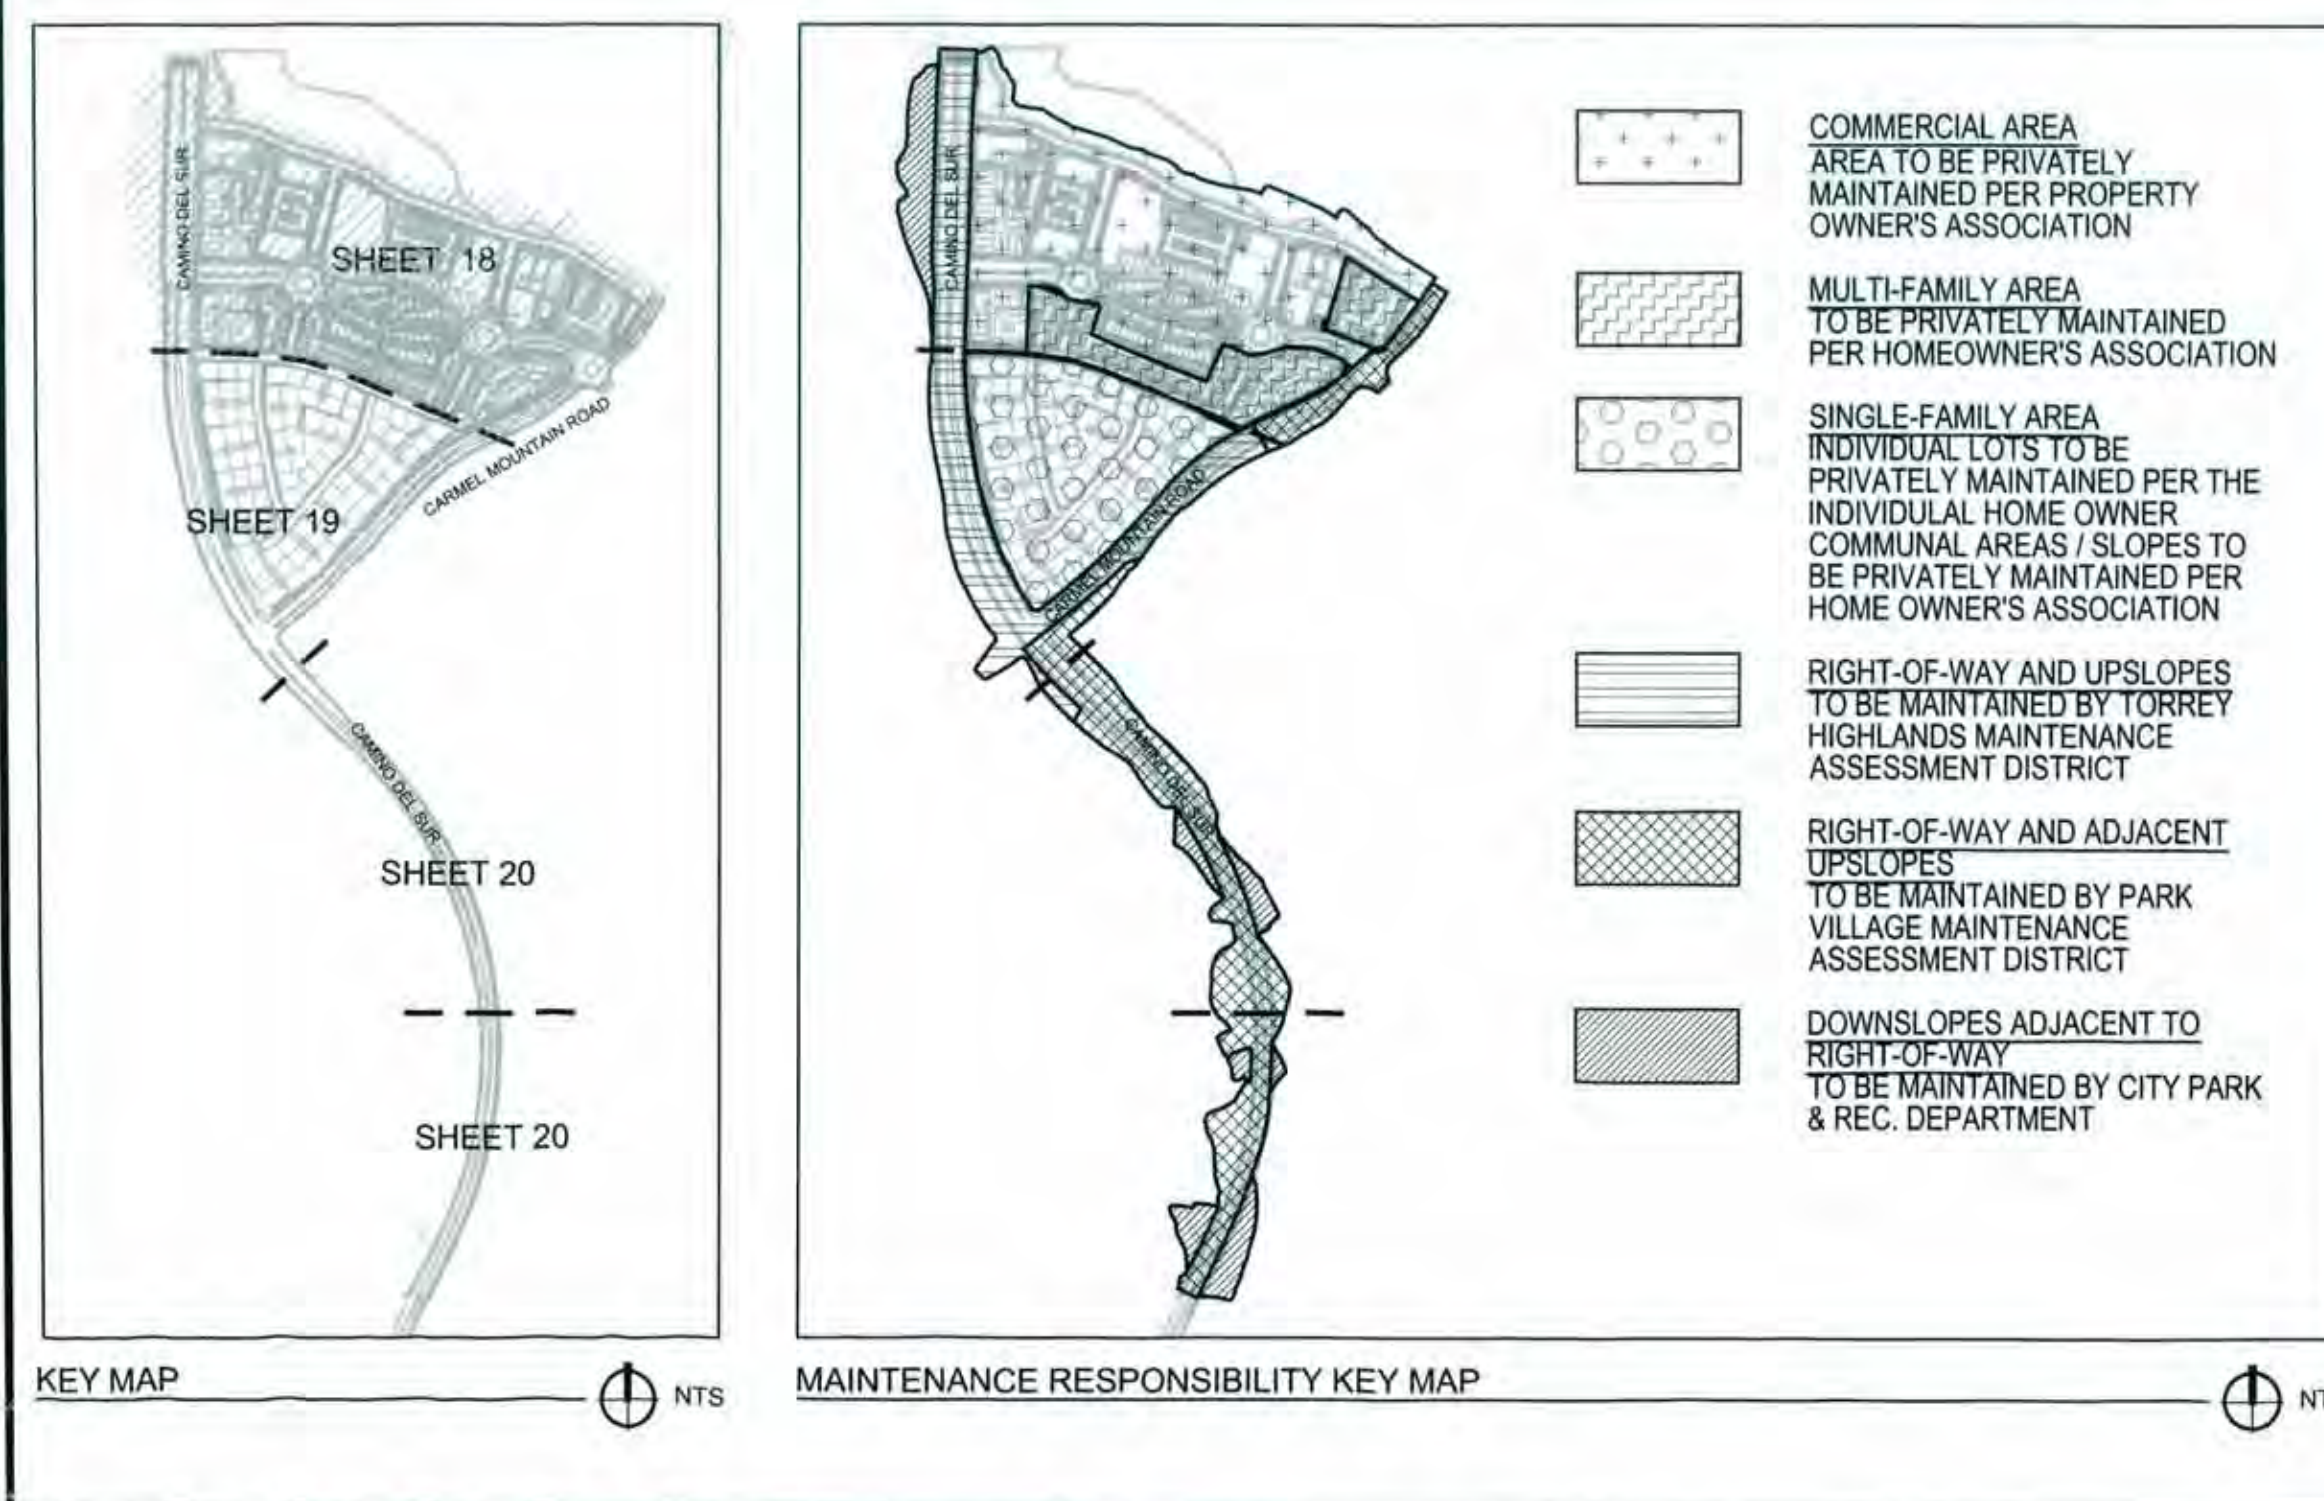 CAMINO DEL SUR
SHEET 18
CARMEL MOUNTAIN ROAD
SHEET 19
CAMINO DEL SUR
SHEET 20
SHEET 20
KEY MAP
NTS
CAMINO DEL SUR
CARMEL MOUNTAIN ROAD
CAMINO DEL SUR
COMMERCIAL AREA
AREA TO BE PRIVATELY
MAINTAINED PER PROPERTY
OWNER'S ASSOCIATION
MULTI-FAMILY AREA
TO BE PRIVATELY MAINTAINED
PER HOMEOWNER'S ASSOCIATION
SINGLE-FAMILY AREA
INDIVIDUAL LOTS TO BE
PRIVATELY MAINTAINED PER THE
INDIVIDULAL HOME OWNER
COMMUNAL AREAS / SLOPES TO
BE PRIVATELY MAINTAINED PER
HOME OWNER'S ASSOCIATION
RIGHT-OF-WAY AND UPSLOPES
TO BE MAINTAINED BY TORREY
HIGHLANDS MAINTENANCE
ASSESSMENT DISTRICT
RIGHT-OF-WAY AND ADJACENT
UPSLOPES
TO BE MAINTAINED BY PARK
VILLAGE MAINTENANCE
ASSESSMENT DISTRICT
DOWNSLOPES ADJACENT TO
RIGHT-OF-WAY
TO BE MAINTAINED BY CITY PARK
& REC. DEPARTMENT
MAINTENANCE RESPONSIBILITY KEY MAP